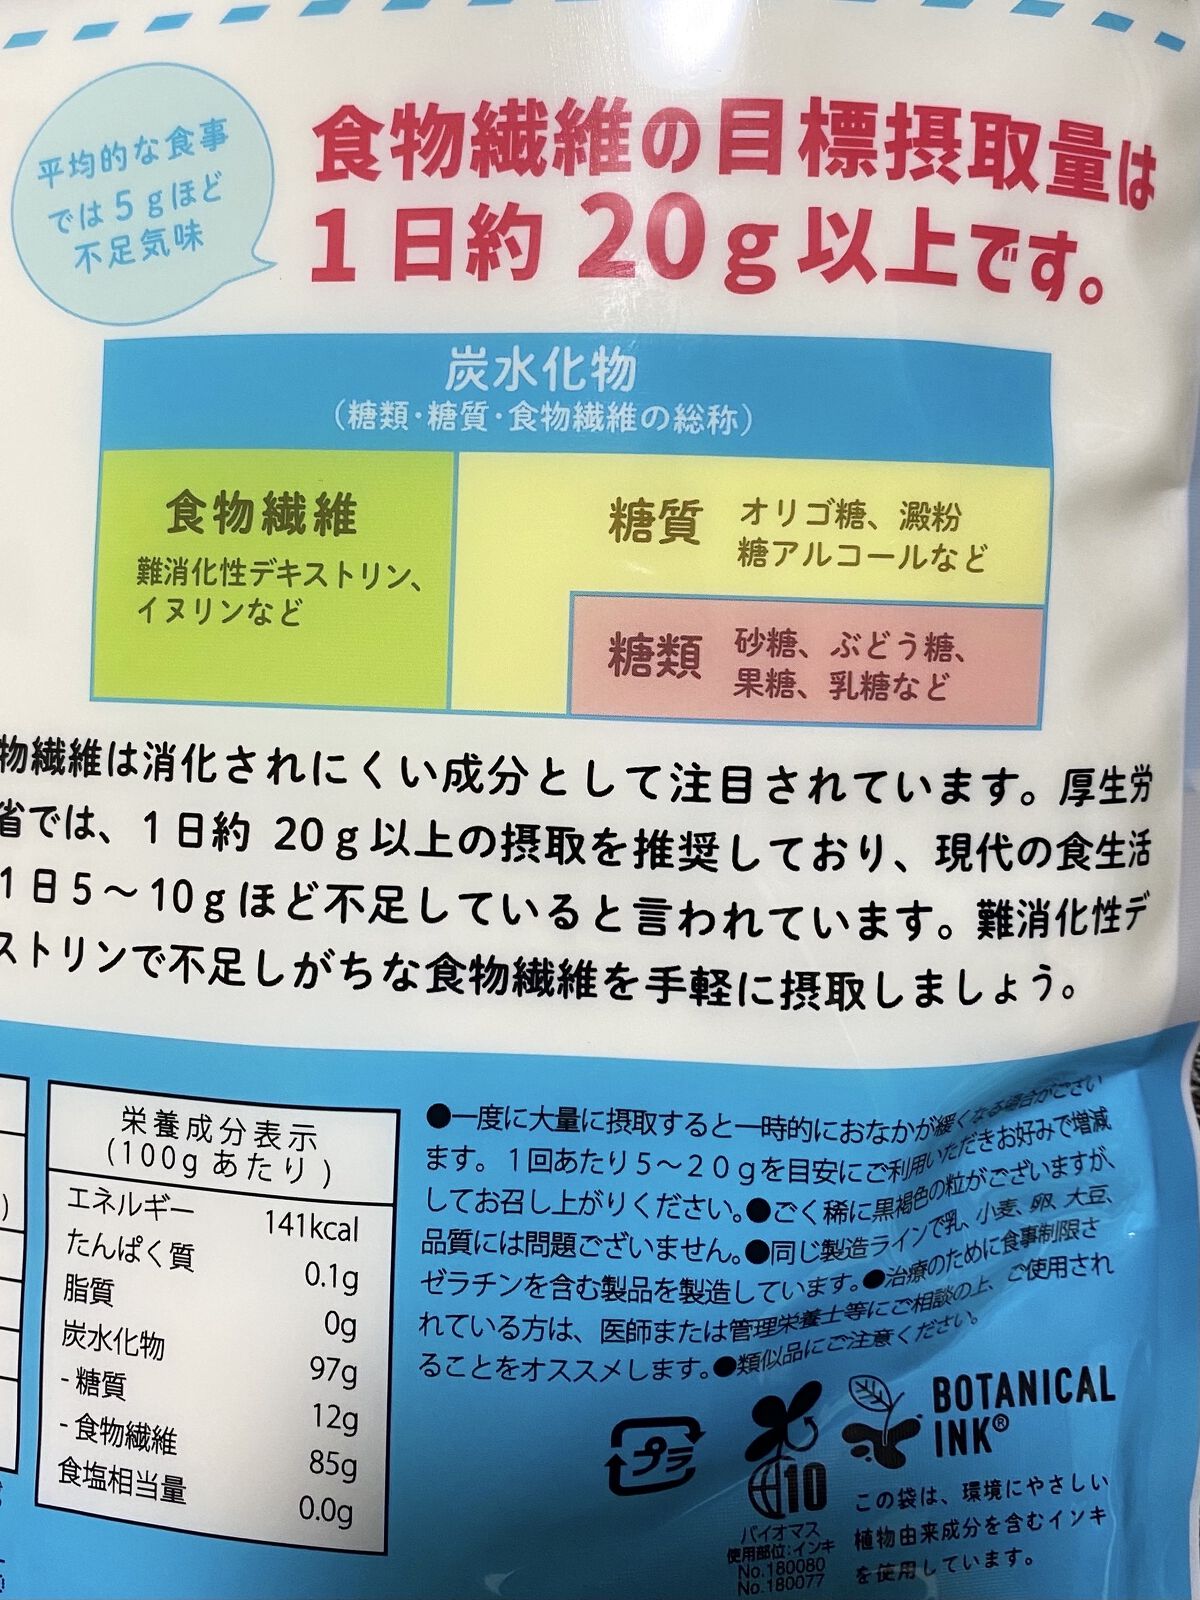 平均的な食事
では5gほど
不足気味
食物繊維の目標摂取量は
1日約 20g以上です。
炭水化物
(糖類・糖質・食物繊維の総称)
食物繊維
難消化性デキストリン、
イヌリンなど
糖質
オリゴ糖、澱粉
糖アルコールなど
糖類
砂糖、ぶどう糖、
果糖、乳糖など
物繊維は消化されにくい成分として注目されています。厚生労
省では、1日約 20g以上の摂取を推奨しており、現代の食生活
1日5〜10gほど不足していると言われています。難消化性デ
ストリンで不足しがちな食物繊維を手軽に摂取しましょう。
栄養成分表示
(100gあたり)
エネルギー 141kcal
たんぱく質 0.1g
脂質 0g
炭水化物 97g
- 糖質 12g
- 食物繊維 85g
食塩相当量 0.0g
●一度に大量に摂取すると一時的におなかが緩くなる場合がござい
ます。1回あたり5〜20gを目安にご利用いただきお好みで増減
してお召し上がりください。●ごく稀に黒褐色の粒がございますが、
品質には問題ございません。●同じ製造ラインで乳、小麦、卵、大豆、
ゼラチンを含む製品を製造しています。●治療のために食事制限さ
れている方は、医師または管理栄養士等にご相談の上、ご使用され
ることをオススメします。●類似品にご注意ください。
プラ
10
バイオマス
使用部位:インキ
No.180080
No.180077
BOTANICAL
INK®
この袋は、環境にやさしい
植物由来成分を含むインキ
を使用しています。